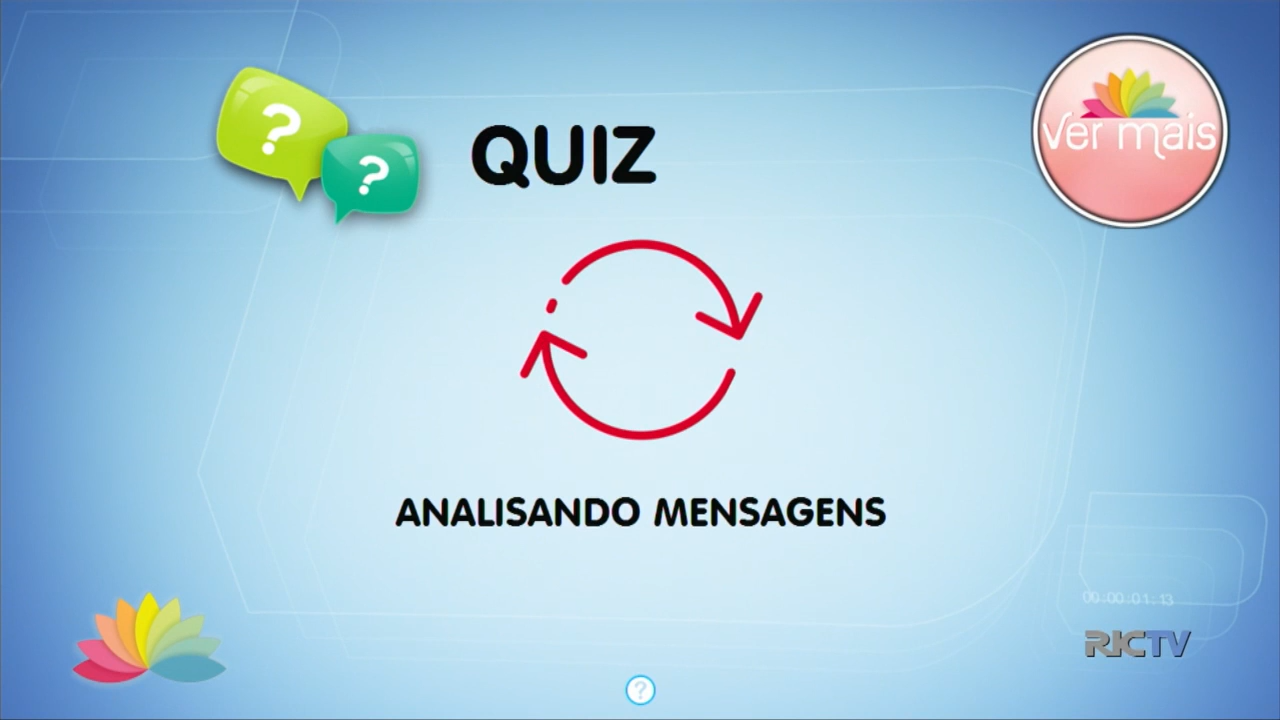 ? ?
QUIZ
Ver mais
ANALISANDO MENSAGENS
00:00:01:13
RICTV
?